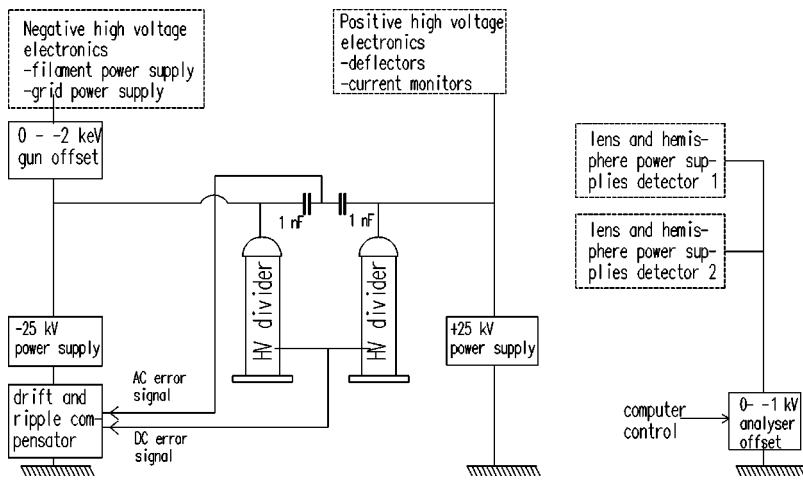 Negative high voltage
electronics
-filament power supply
-grid power supply
Positive high voltage
electronics
-deflectors
-current monitors
0 - -2 keV
gun offset
lens and hemis-
phere power sup-
plies detector 1
1 nF
1 nF
lens and hemis-
phere power sup-
plies detector 2
HV divider
HV divider
-25 kV
power supply
+25 kV
power supply
AC error
signal
drift and
ripple com-
pensator
DC error
signal
computer
control
0- -1 kV
analyser
offset